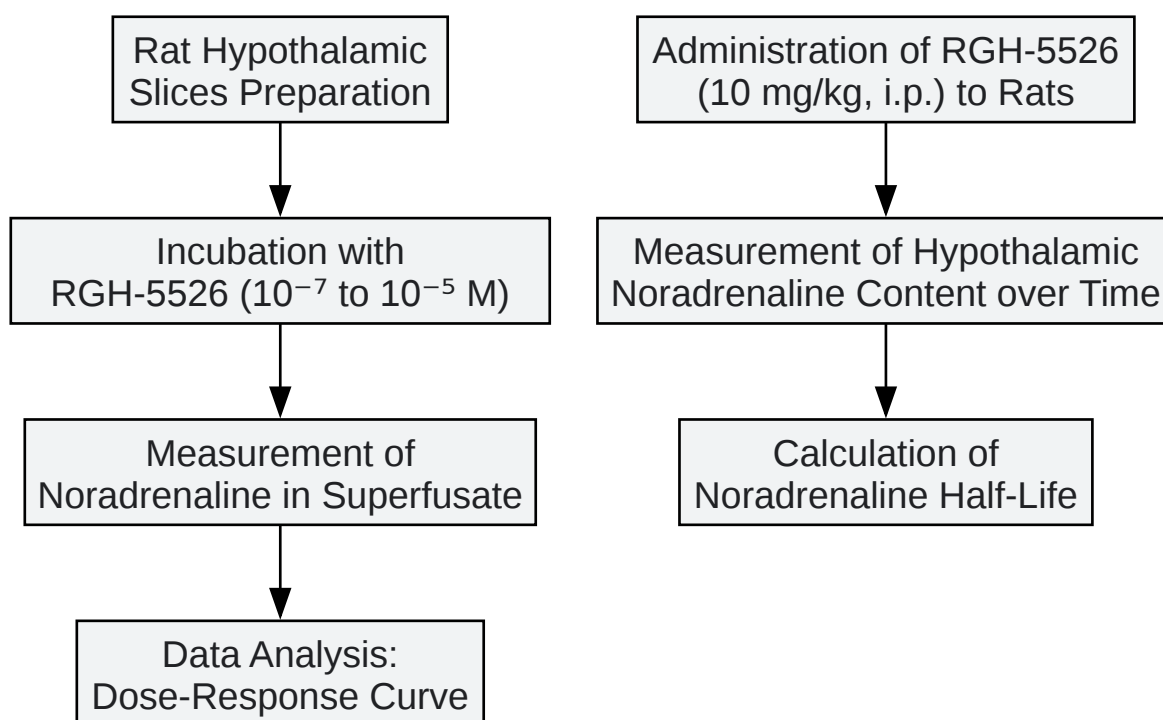 Rat Hypothalamic
Slices Preparation
Incubation with
RGH-5526 (10⁻⁷ to 10⁻⁵ M)
Measurement of
Noradrenaline in Superfusate
Data Analysis:
Dose-Response Curve
Administration of RGH-5526
(10 mg/kg, i.p.) to Rats
Measurement of Hypothalamic
Noradrenaline Content over Time
Calculation of
Noradrenaline Half-Life